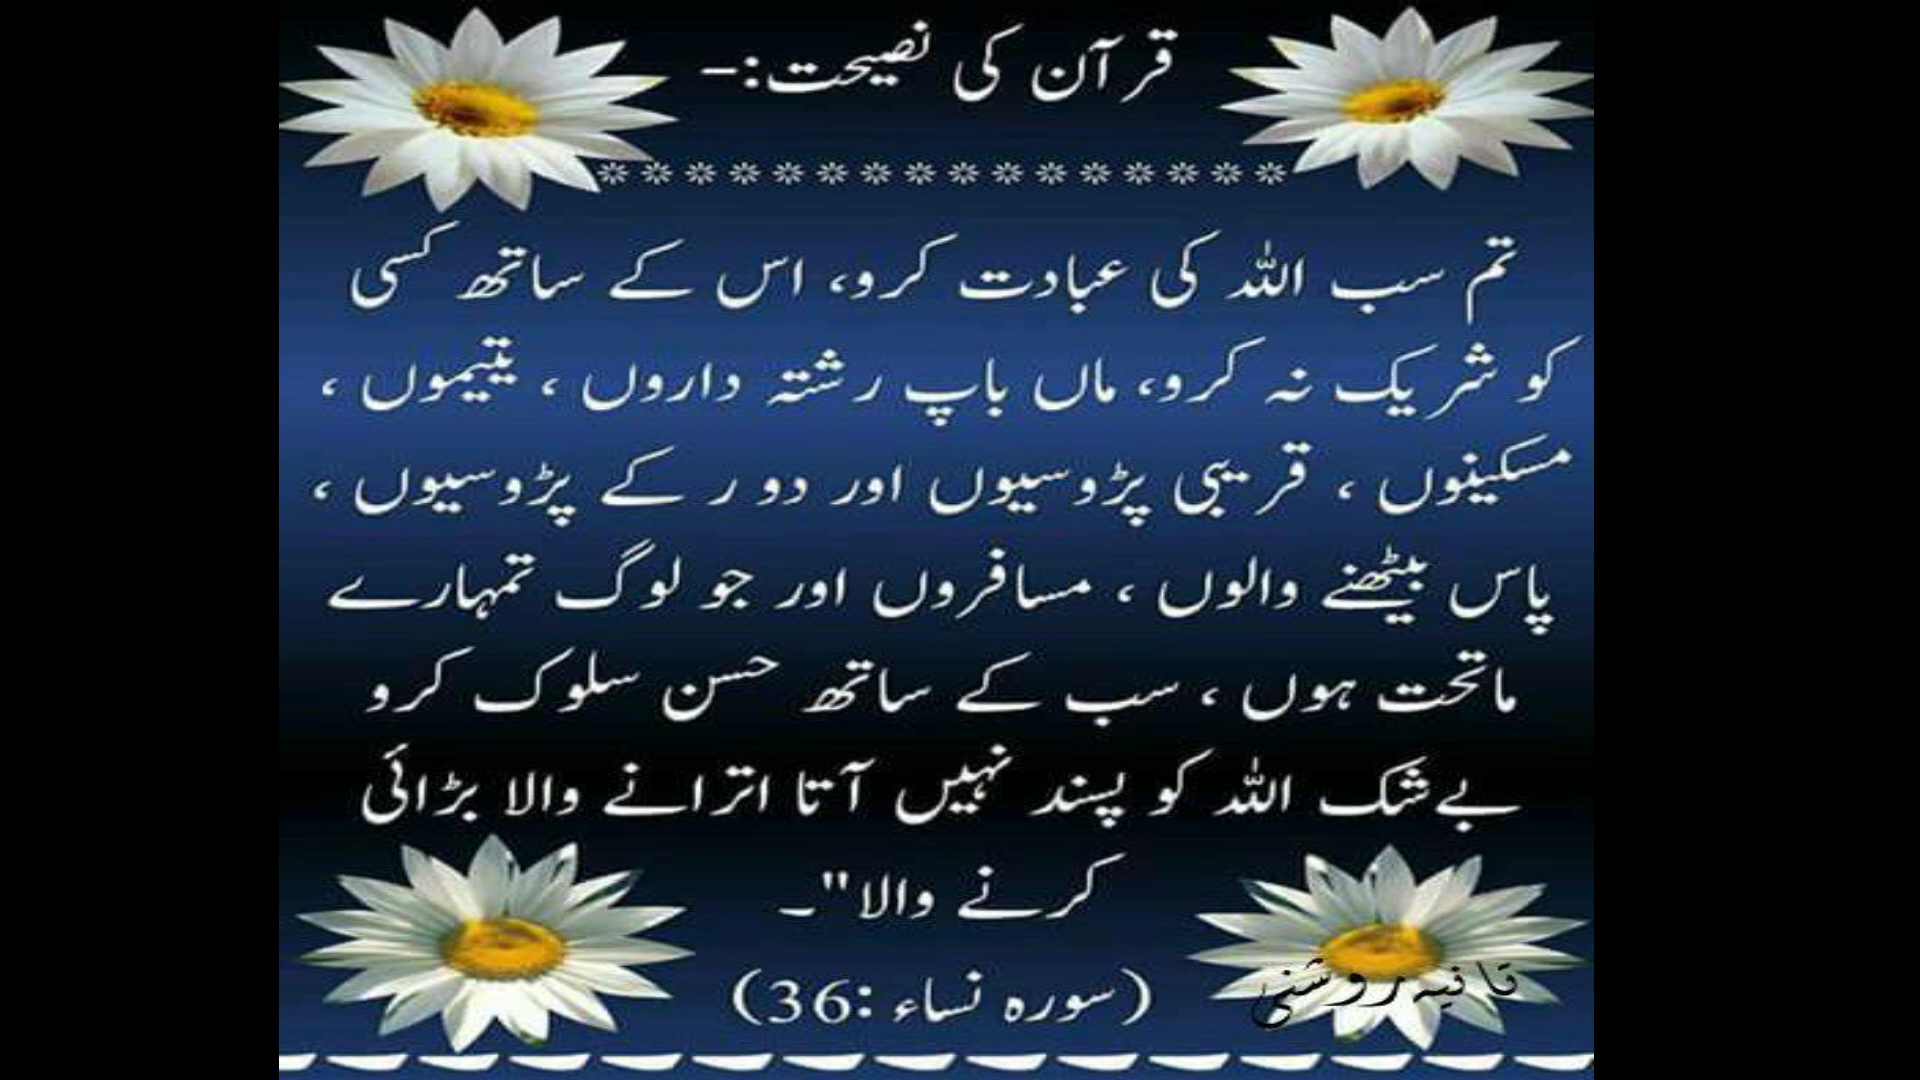 قرآن کی نصیحت:-
تم سب اللہ کی عبادت کرو، اس کے ساتھ کسی
کو شریک نہ کرو، ماں باپ رشتہ داروں ، یتیموں ،
مسکینوں ، قریبی پڑوسیوں اور دور کے پڑوسیوں ،
پاس بیٹھنے والوں ، مسافروں اور جو لوگ تمہارے
ماتحت ہوں ، سب کے ساتھ حسن سلوک کرو
بےشک اللہ کو پسند نہیں آتا اترانے والا بڑائی
کرنے والا"۔
(سورہ نساء :36)
قافیہ روشنی